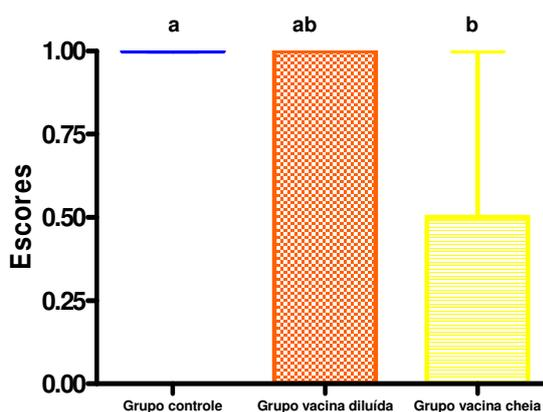 a ab b
1.00
0.75
0.50
0.25
0.00
Escores
Grupo controle Grupo vacina diluída Grupo vacina cheia